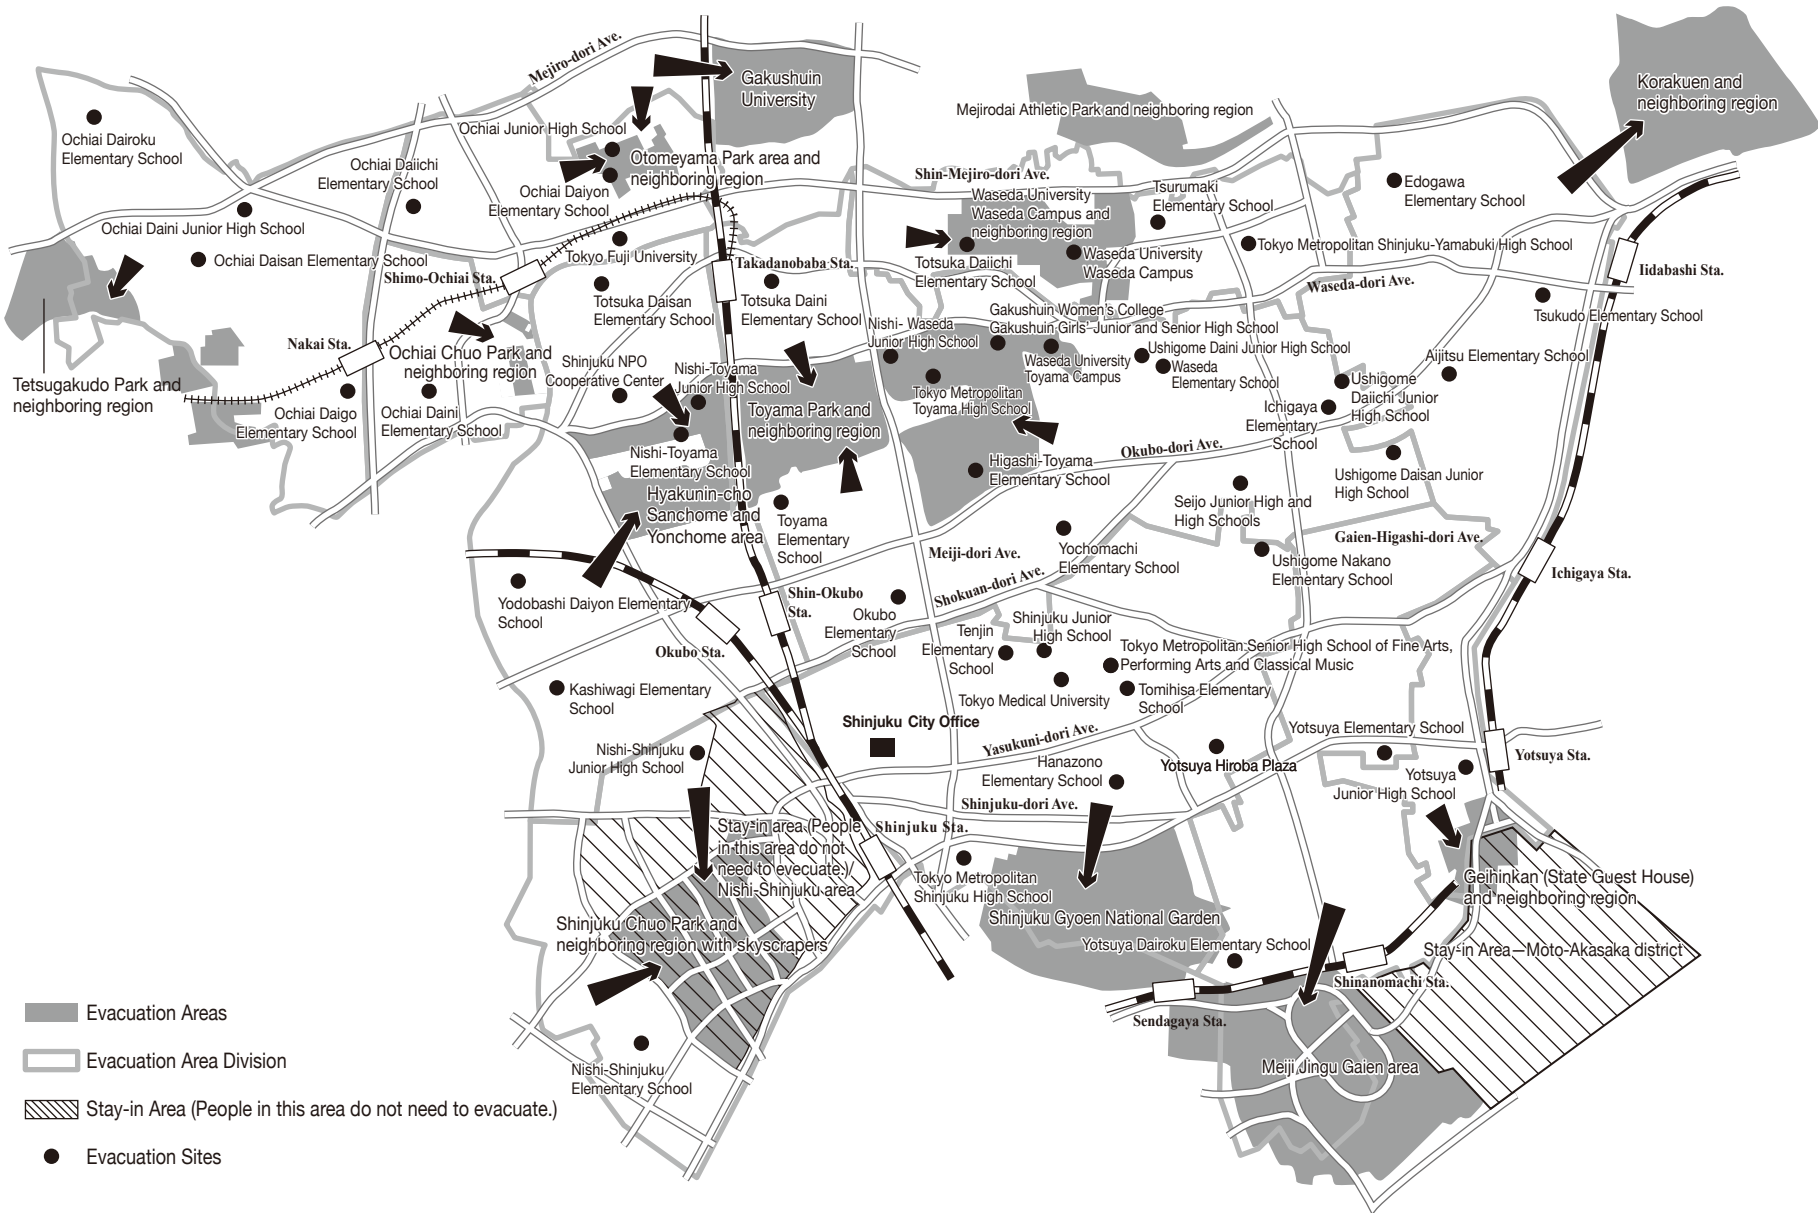 Mejiro-dori Ave.
Gakushuin
University
Korakuen and
neighboring region
Mejirodai Athletic Park and neighboring region
Ochiai Dairoku
Elementary School
Ochiai Junior High School
Otomeyama Park area and
neighboring region
Ochiai Daiichi
Elementary School
Ochiai Daiyon
Elementary School
Shin-Mejiro-dori Ave.
Waseda University
Waseda Campus and
neighboring region
Tsurumaki
Elementary School
Edogawa
Elementary School
Ochiai Daini Junior High School
Ochiai Daisan Elementary School
Tokyo Fuji University
Shimo-Ochiai Sta.
Takadanobaba Sta.
Totsuka Daiichi
Elementary School
Waseda University
Waseda Campus
Tokyo Metropolitan Shinjuku-Yamabuki High School
Iidabashi Sta.
Waseda-dori Ave.
Totsuka Daisan
Elementary School
Totsuka Daini
Elementary School
Tsukudo Elementary School
Gakushuin Women's College
Gakushuin Girls' Junior and Senior High School
Nishi- Waseda
Junior High School
Nakai Sta.
Ochiai Chuo Park and
neighboring region
Shinjuku NPO
Cooperative Center
Nishi-Toyama
Junior High School
Waseda University
Toyama Campus
Ushigome Daini Junior High School
Waseda
Elementary School
Aijitsu Elementary School
Tetsugakudo Park and
neighboring region
Tokyo Metropolitan
Toyama High School
Ushigome
Daiichi Junior
High School
Ochiai Daigo
Elementary School
Ochiai Daini
Elementary School
Toyama Park and
neighboring region
Ichigaya
Elementary
School
Okubo-dori Ave.
Nishi-Toyama
Elementary School
Higashi-Toyama
Elementary School
Ushigome Daisan Junior
High School
Hyakunin-cho
Sanchome and
Yonchome area
Toyama
Elementary
School
Seijo Junior High and
High Schools
Gaien-Higashi-dori Ave.
Meiji-dori Ave.
Yochomachi
Elementary School
Ushigome Nakano
Elementary School
Ichigaya Sta.
Yodobashi Daiyon Elementary
School
Shin-Okubo
Sta.
Shokuan-dori Ave.
Okubo
Elementary
School
Tenjin
Elementary
School
Shinjuku Junior
High School
Okubo Sta.
Tokyo Metropolitan Senior High School of Fine Arts,
Performing Arts and Classical Music
Kashiwagi Elementary
School
Tokyo Medical University
Tomihisa Elementary
School
Shinjuku City Office
Yasukuni-dori Ave.
Yotsuya Elementary School
Nishi-Shinjuku
Junior High School
Hanazono
Elementary School
Yotsuya Hiroba Plaza
Yotsuya Sta.
Yotsuya
Junior High School
Shinjuku-dori Ave.
Stay-in area (People
in this area do not
need to evecuate.)/
Nishi-Shinjuku area
Shinjuku Sta.
Tokyo Metropolitan
Shinjuku High School
Geihinkan (State Guest House)
and neighboring region
Shinjuku Chuo Park and
neighboring region with skyscrapers
Shinjuku Gyoen National Garden
Yotsuya Dairoku Elementary School
Stay-in Area—Moto-Akasaka district
Shinanomachi Sta.
Sendagaya Sta.
Nishi-Shinjuku
Elementary School
Meiji Jingu Gaien area
Evacuation Areas
Evacuation Area Division
Stay-in Area (People in this area do not need to evacuate.)
Evacuation Sites